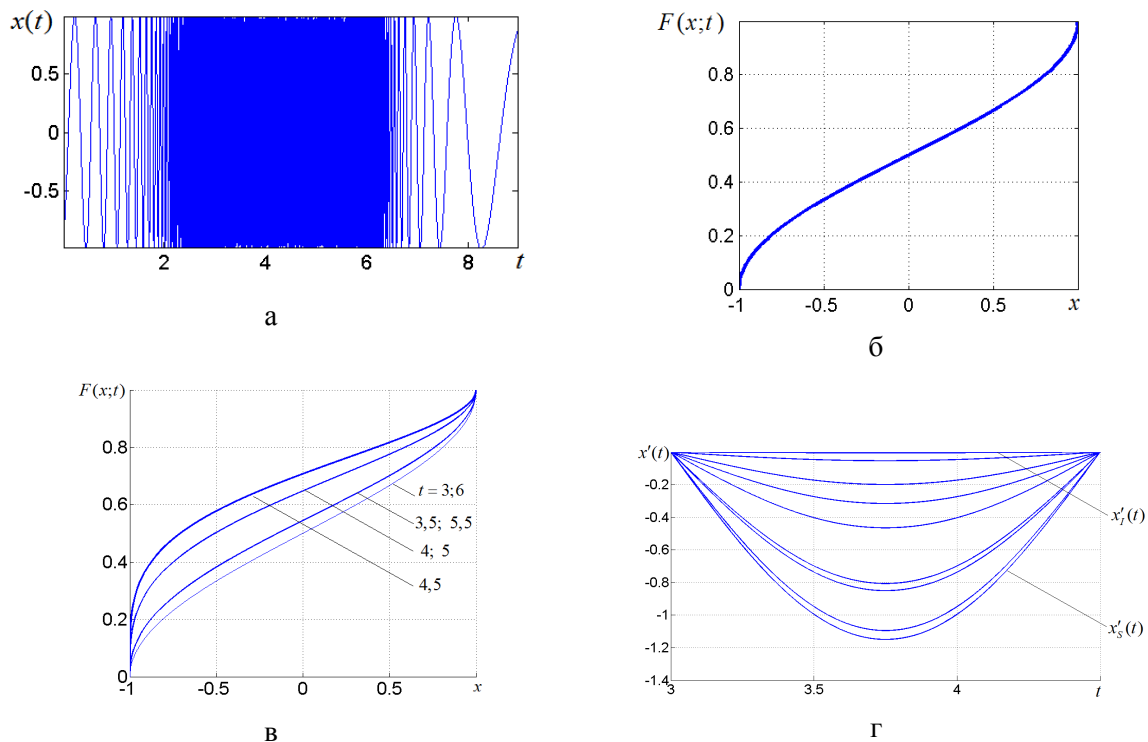 x(t)
0.5
0
-0.5
2 4 6 8 t
а
F(x;t)
0.8
0.6
0.4
0.2
0
-1 -0.5 0 0.5 x
б
F(x;t)
0.8
0.6
0.4
0.2
0
t = 3;6
3,5; 5,5
4; 5
4,5
-1 -0.5 0 0.5 x
в
x′(t)
-0.2
-0.4
-0.6
-0.8
-1
-1.2
-1.4
x′_I(t)
x′_S(t)
3 3.5 4 t
г